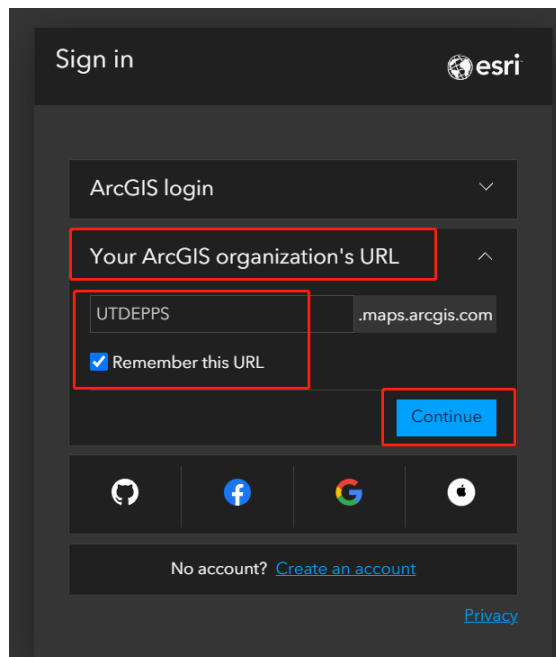 Sign in
esri
ArcGIS login
Your ArcGIS organization's URL
UTDEPPS .maps.arcgis.com
Remember this URL
Continue
No account? Create an account
Privacy